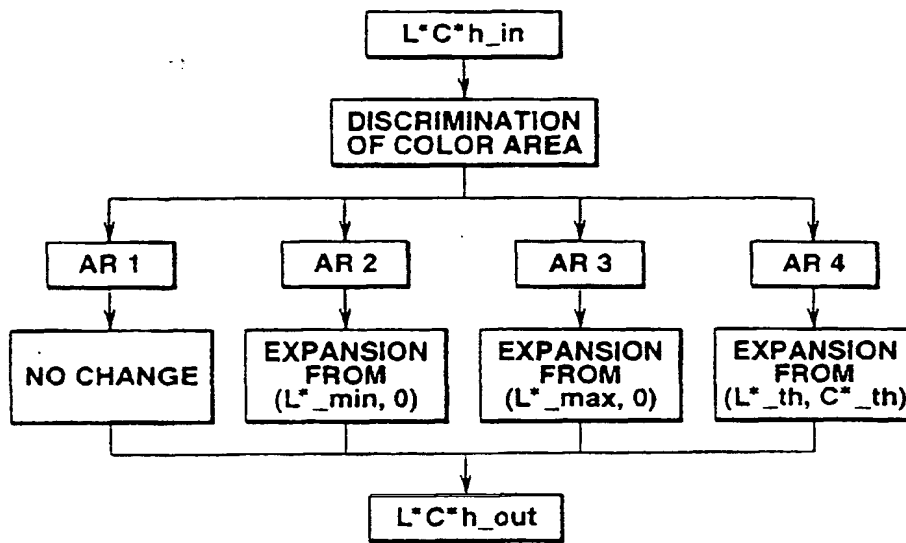 L*C*h_in
DISCRIMINATION
OF COLOR AREA
AR 1
AR 2
AR 3
AR 4
NO CHANGE
EXPANSION
FROM
(L*_min, 0)
EXPANSION
FROM
(L*_max, 0)
EXPANSION
FROM
(L*_th, C*_th)
L*C*h_out